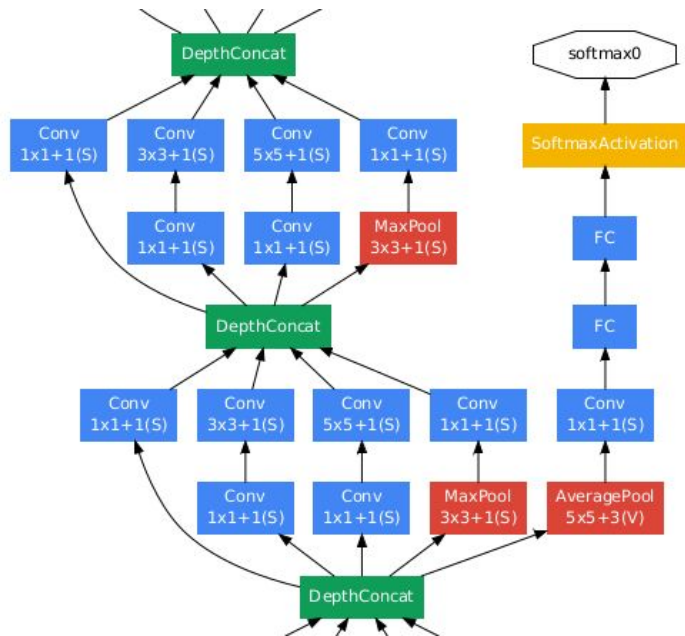 DepthConcat
softmax0
Conv
1x1+1(S)
Conv
3x3+1(S)
Conv
5x5+1(S)
Conv
1x1+1(S)
SoftmaxActivation
Conv
1x1+1(S)
Conv
1x1+1(S)
MaxPool
3x3+1(S)
FC
DepthConcat
FC
Conv
1x1+1(S)
Conv
3x3+1(S)
Conv
5x5+1(S)
Conv
1x1+1(S)
Conv
1x1+1(S)
Conv
1x1+1(S)
Conv
1x1+1(S)
MaxPool
3x3+1(S)
AveragePool
5x5+3(V)
DepthConcat